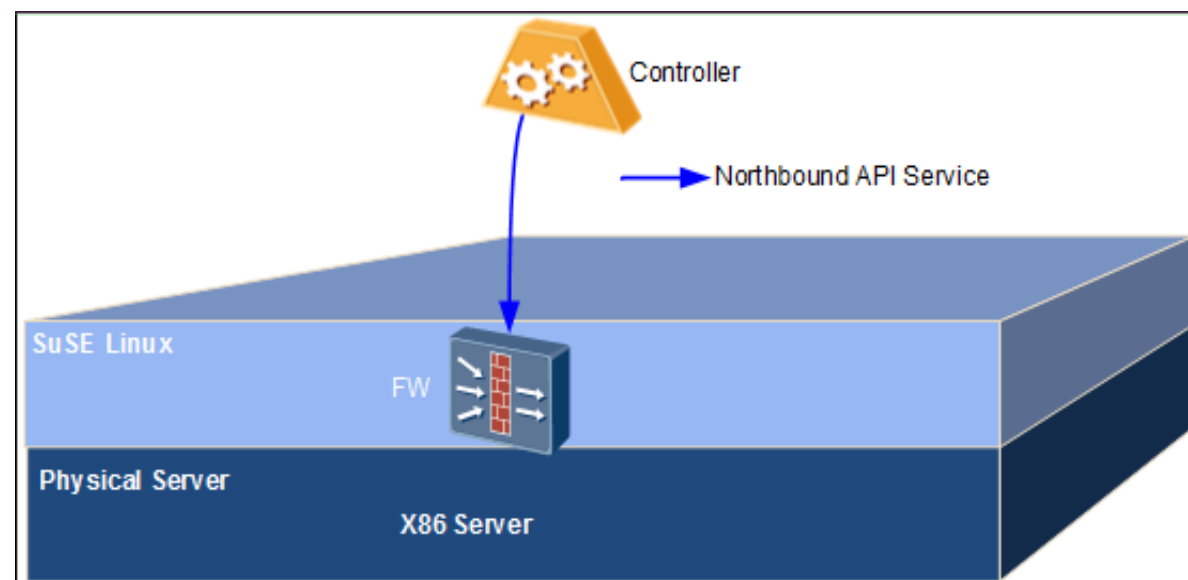 Controller
Northbound API Service
SuSE Linux
FW
Physical Server
X86 Server